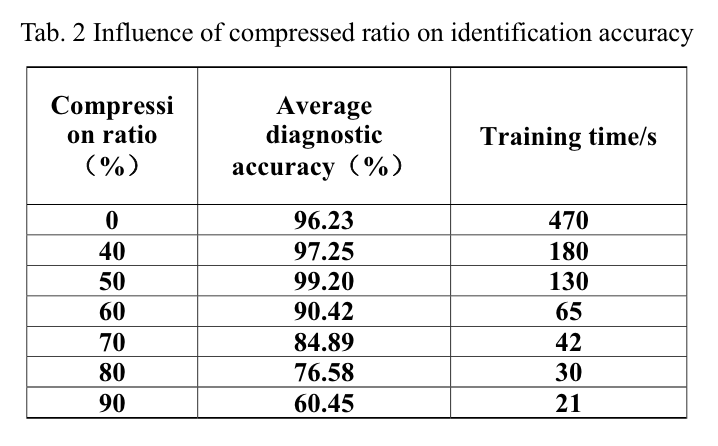 Tab. 2 Influence of compressed ratio on identification accuracy
Compressi
on ratio
（%）
Average
diagnostic
accuracy（%）
Training time/s
0 96.23 470
40 97.25 180
50 99.20 130
60 90.42 65
70 84.89 42
80 76.58 30
90 60.45 21